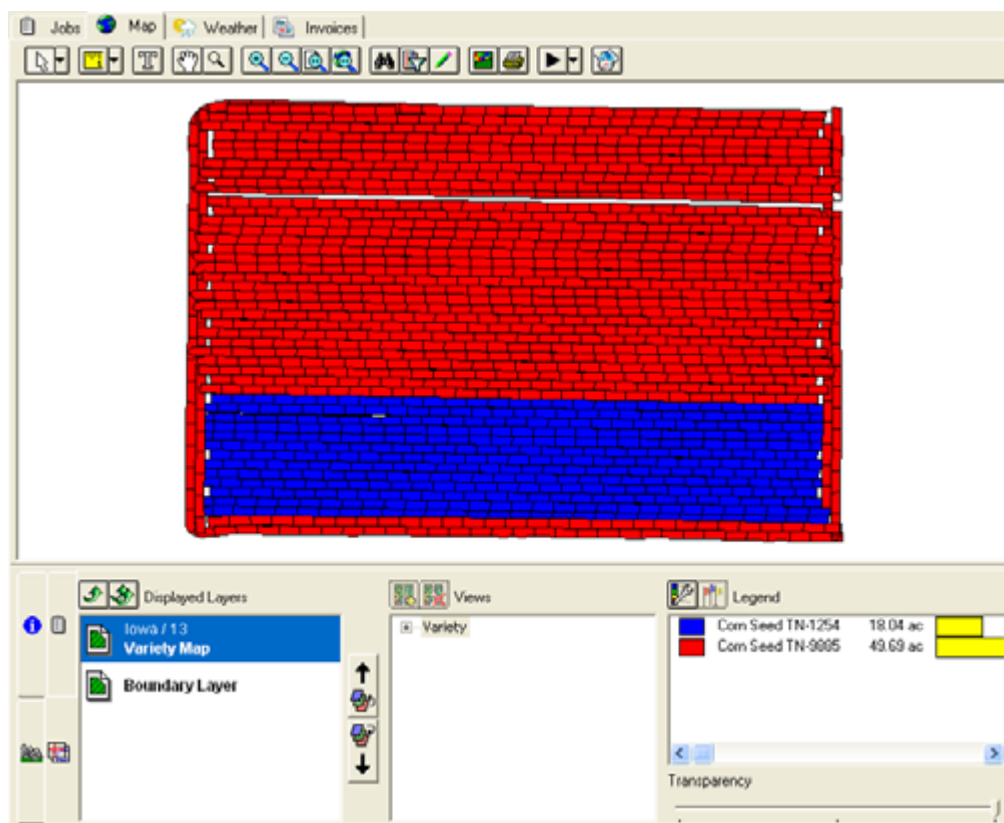 Jobs Map Weather Invoices
Displayed Layers
Iowa / 13
Variety Map
Boundary Layer
Views
Variety
Legend
Corn Seed TN-1254 18.04 ac
Corn Seed TN-9885 49.69 ac
Transparency